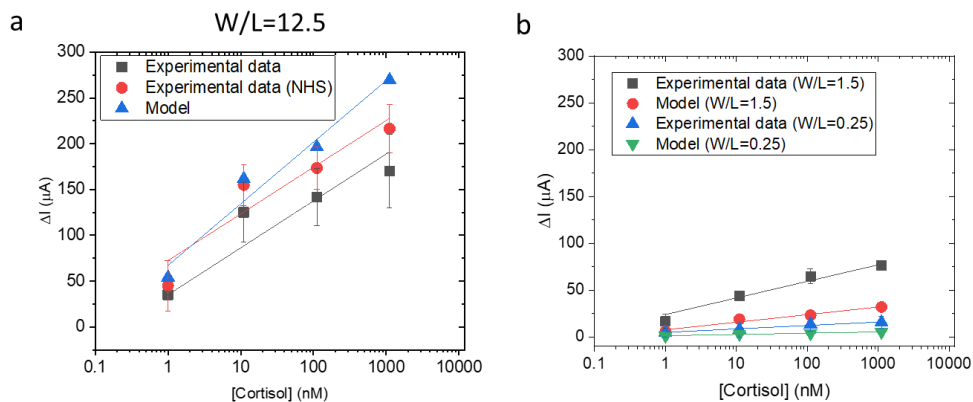 a
W/L=12.5
300
250
200
150
100
50
0
ΔI (μA)
Experimental data
Experimental data (NHS)
Model
0.1
1
10
100
1000
10000
[Cortisol] (nM)
b
300
250
200
150
100
50
0
ΔI (μA)
Experimental data (W/L=1.5)
Model (W/L=1.5)
Experimental data (W/L=0.25)
Model (W/L=0.25)
0.1
1
10
100
1000
10000
[Cortisol] (nM)